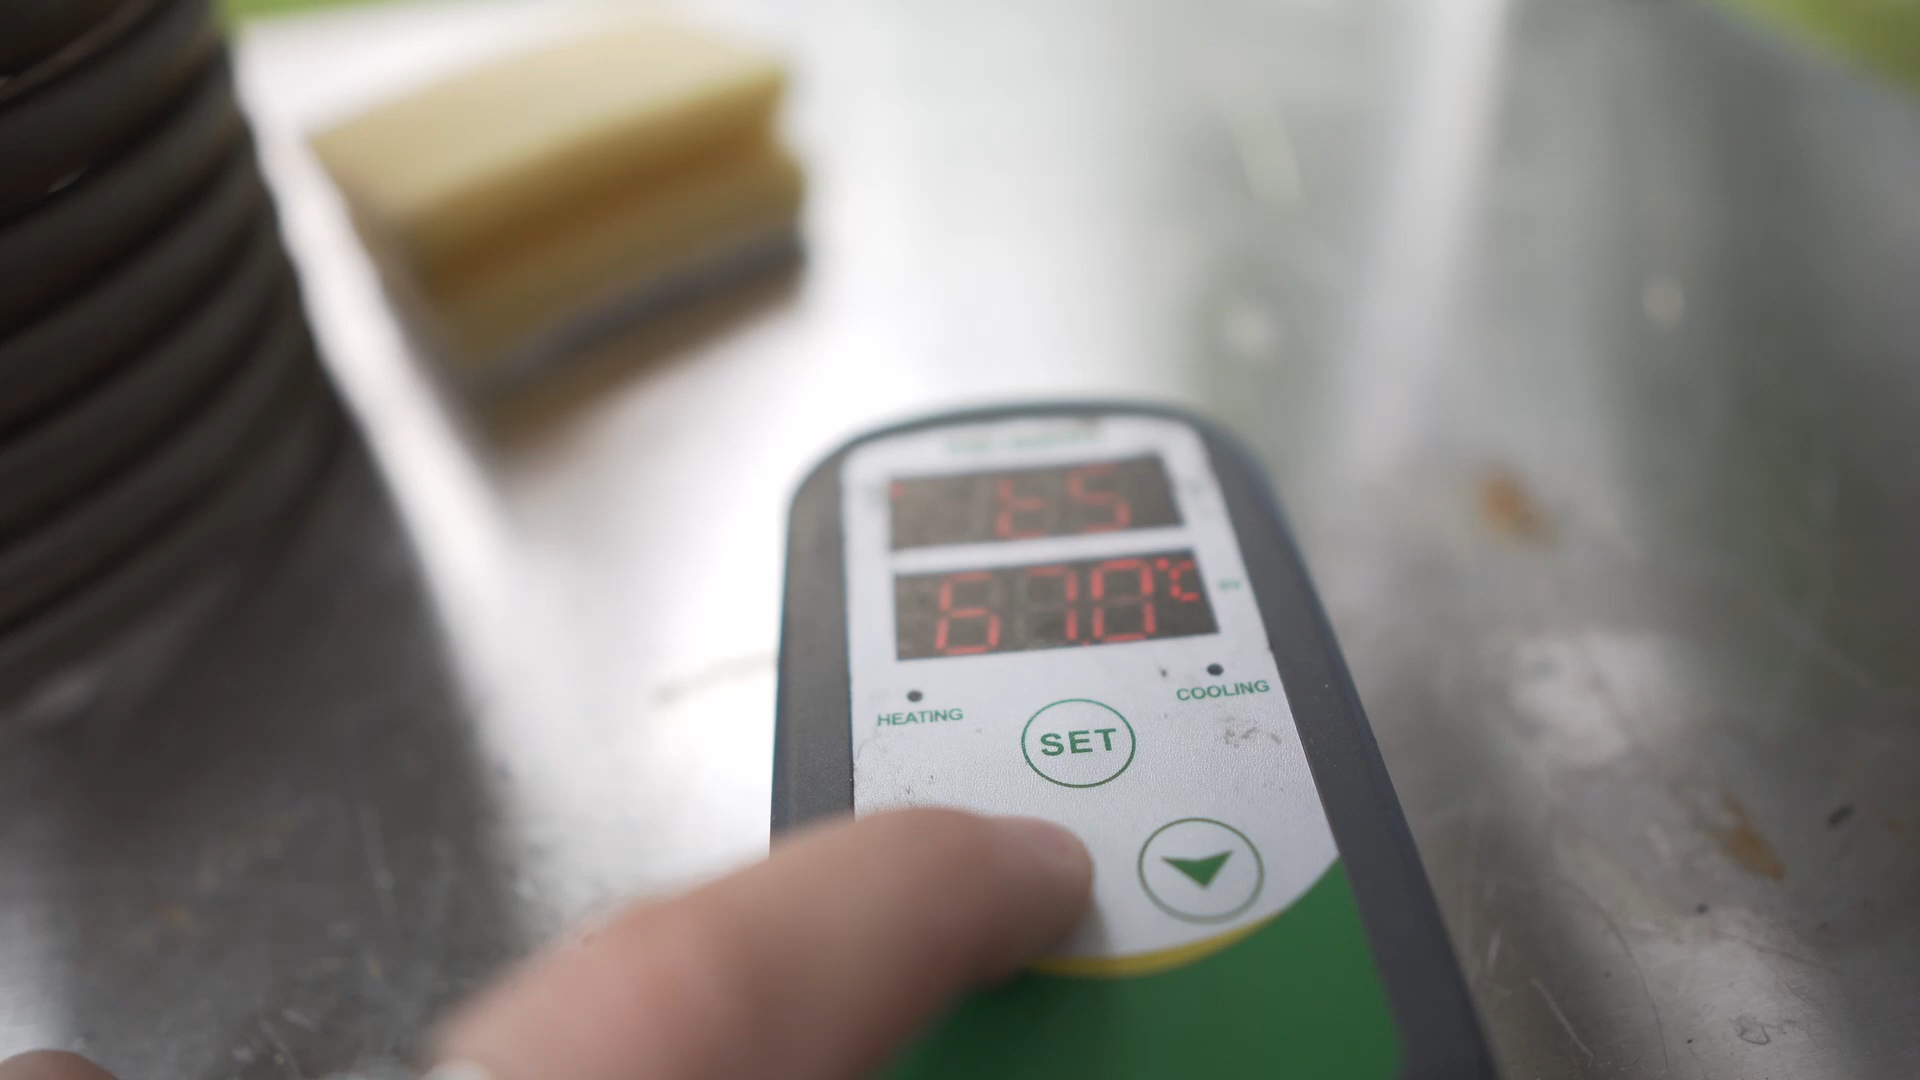 tS
67.0°C
HEATING
COOLING
SET